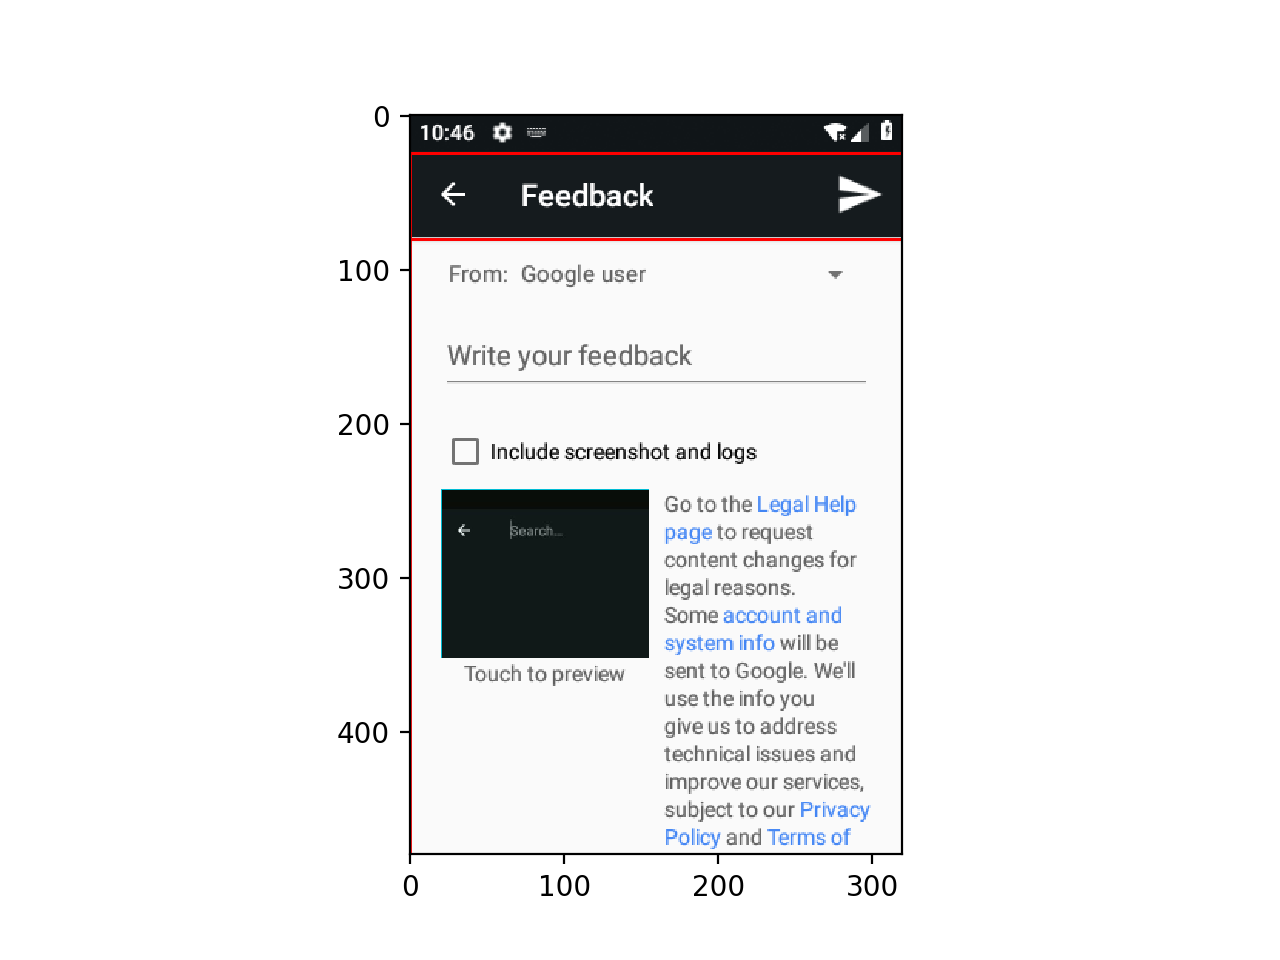 0
10:46
Feedback
100
From: Google user
Write your feedback
200
Include screenshot and logs
Search...
Touch to preview
Go to the Legal Help
page to request
content changes for
legal reasons.
Some account and
system info will be
sent to Google. We'll
use the info you
give us to address
technical issues and
improve our services,
subject to our Privacy
Policy and Terms of
300
400
0 100 200 300